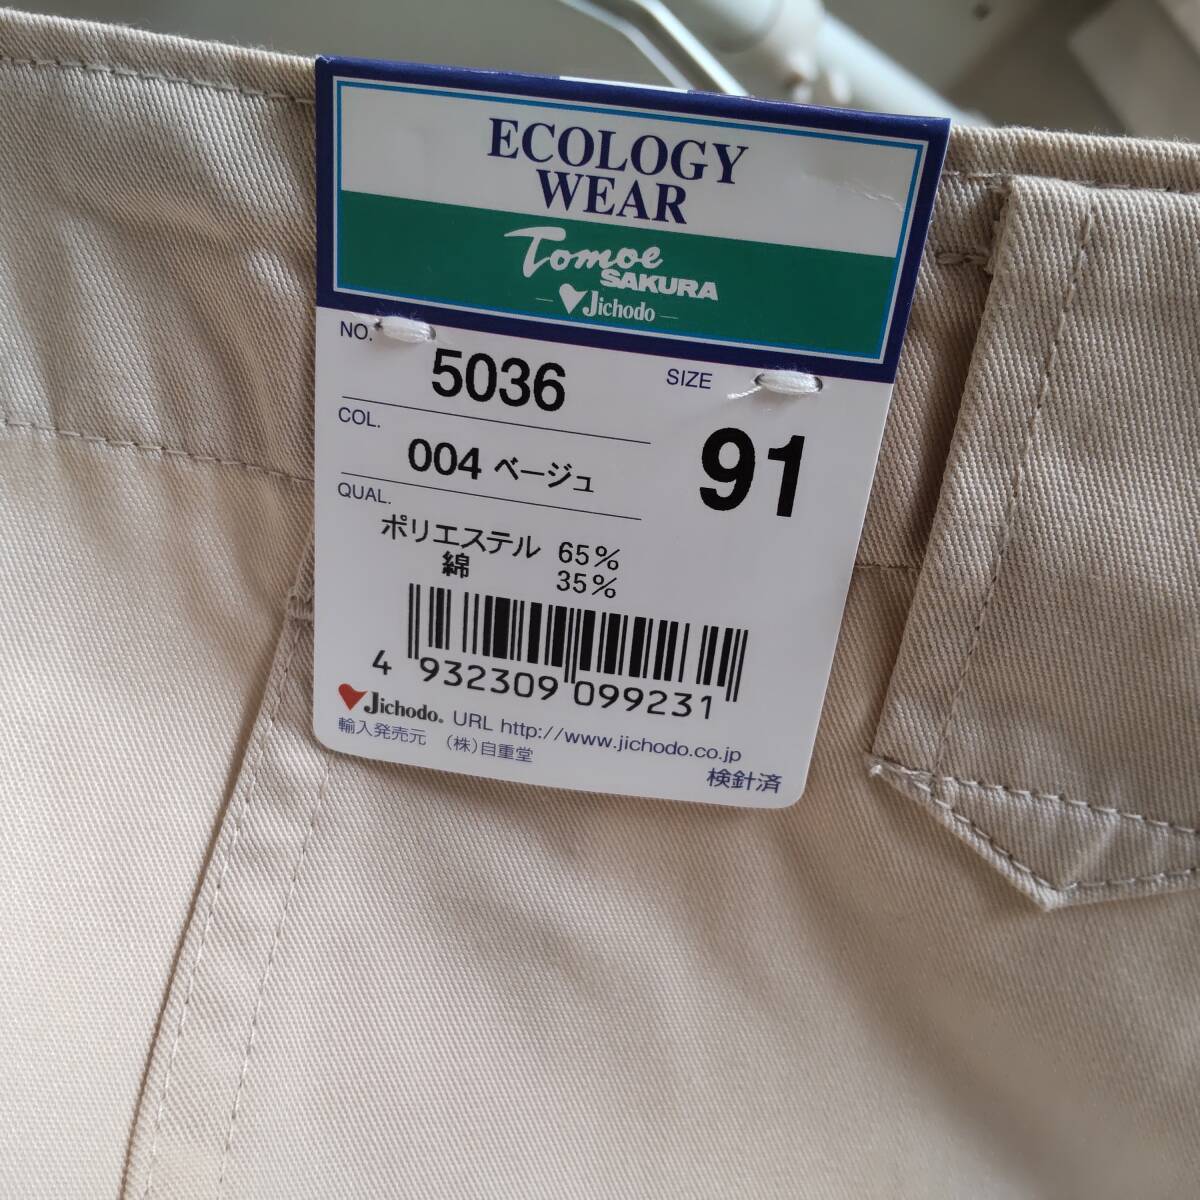 ECOLOGY
WEAR
Tomoe
SAKURA
Jichodo
NO. 5036
SIZE 91
COL. 004 ベージュ
QUAL.
ポリエステル 65%
綿 35%
4 932309 099231
Jichodo® URL http://www.jichodo.co.jp
輸入発売元 (株)自重堂
検針済